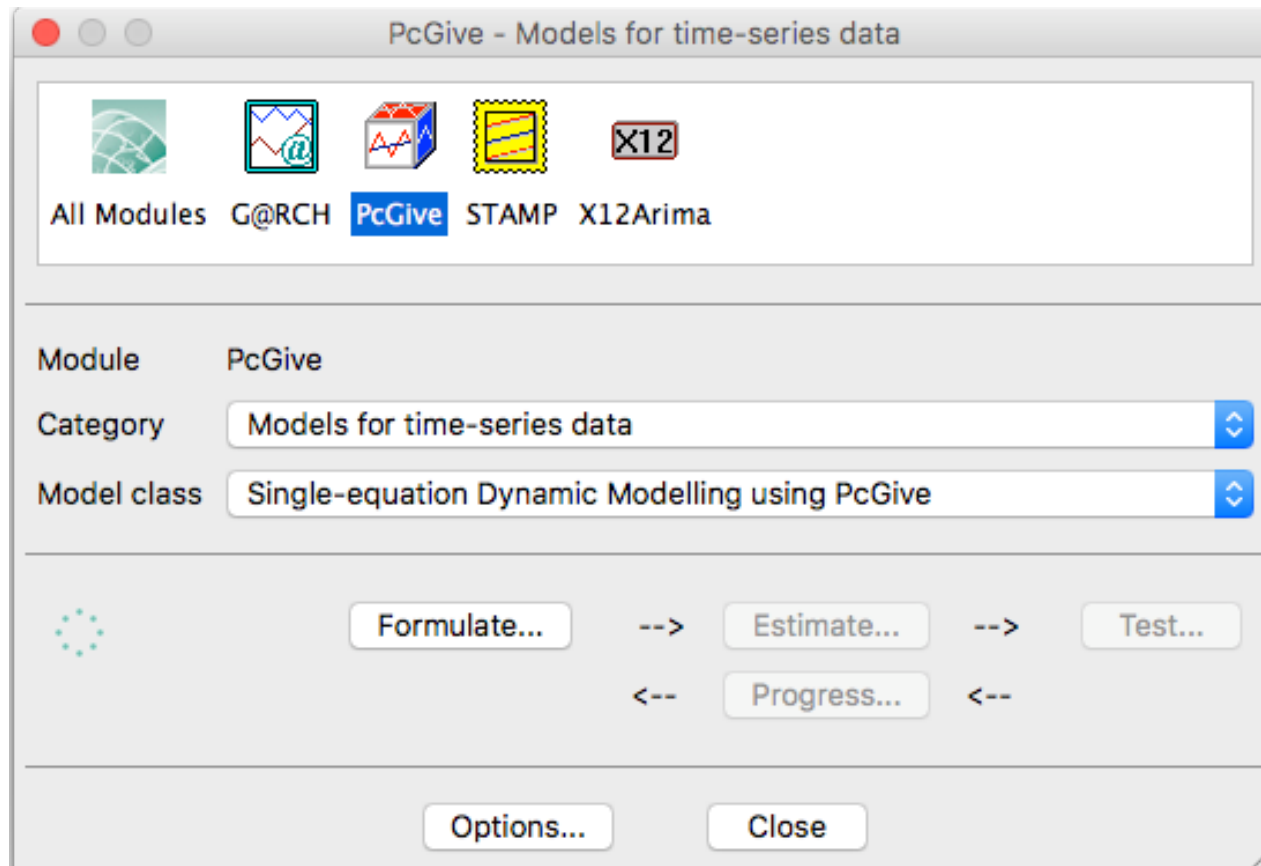 PcGive - Models for time-series data
@
X12
All Modules G@RCH PcGive STAMP X12Arima
Module PcGive
Category Models for time-series data
Model class Single-equation Dynamic Modelling using PcGive
Formulate... --> Estimate... --> Test...
<-- Progress... <--
Options... Close